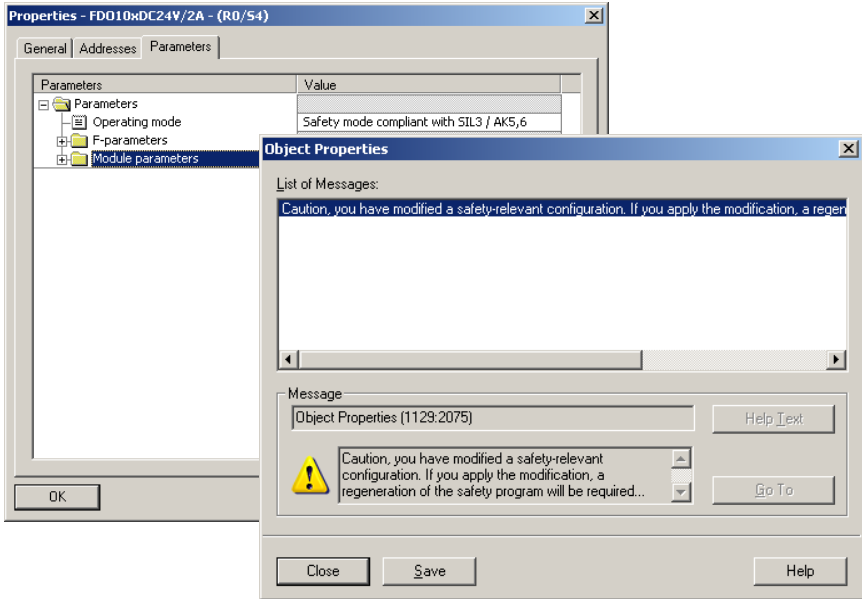 Properties - FDO10xDC24V/2A - (R0/S4)
General
Addresses
Parameters
Parameters
Value
Parameters
Operating mode
Safety mode compliant with SIL3 / AK5,6
F-parameters
Module parameters
OK
Object Properties
List of Messages:
Caution, you have modified a safety-relevant configuration. If you apply the modification, a regen
Message
Object Properties (1129:2075)
Help Text
Caution, you have modified a safety-relevant
configuration. If you apply the modification, a
regeneration of the safety program will be required...
Go To
Close
Save
Help